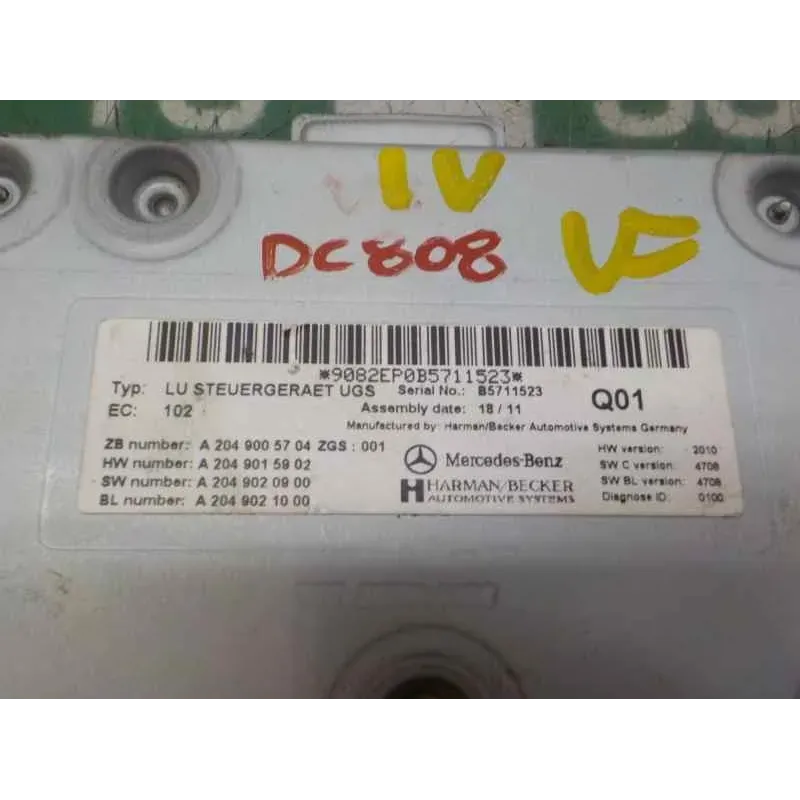 IV
DC808 VF
*9082EP0B5711523*
Typ: LU STEUERGERAET UGS Serial No.: B5711523 Q01
EC: 102 Assembly date: 18/11
Manufactured by: Harman/Becker Automotive Systems Germany
ZB number: A 204 900 57 04 ZGS: 001 HW version: 2010
HW number: A 204 901 59 02 Mercedes-Benz SW C version: 4708
SW number: A 204 902 09 00 HARMAN/BECKER SW BL version: 4708
BL number: A 204 902 10 00 AUTOMOTIVE SYSTEMS Diagnose ID: 0100